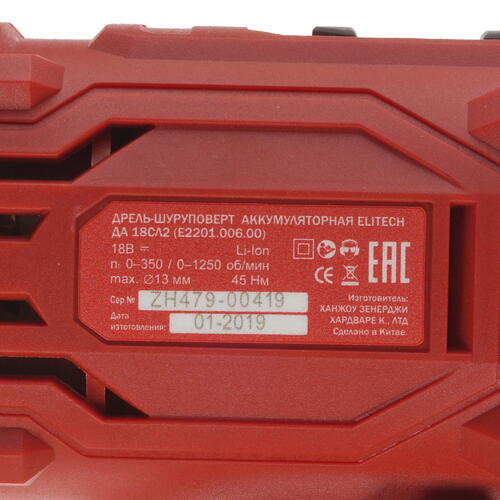 ДРЕЛЬ-ШУРУПОВЕРТ АККУМУЛЯТОРНАЯ ELITECH
ДА 18СЛ2 (E2201.006.00)
18В Li-Ion
n: 0-350 / 0-1250 об/мин
max. ∅13 мм 45 Нм
Сер № ZH479-00419
Дата
изготовления: 01-2019
EAC
CE
Изготовитель:
ХАНЖОУ ЗЕНЕРДЖИ
ХАРДВАРЕ К., ЛТД
Сделано в Китае.